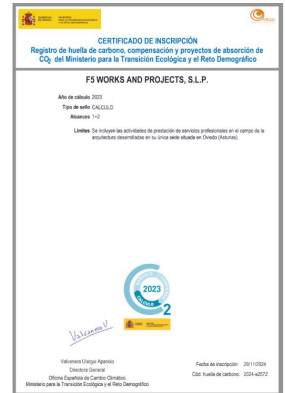 CERTIFICADO DE INSCRIPCIÓN
Registro de huella de carbono, compensación y proyectos de absorción de
CO₂ del Ministerio para la Transición Ecológica y el Reto Demográfico
F5 WORKS AND PROJECTS, S.L.P.
Año de cálculo 2023
Tipo de sello CALCULO
Alcances 1+2
Límites Se incluyen las actividades de prestación de servicios profesionales en el campo de la
arquitectura desarrolladas en su única sede situada en Oviedo (Asturias).
2023
CALCULO
2
Valvanera U
Valvanera Ulargui Aparicio
Directora General
Oficina Española de Cambio Climático
Ministerio para la Transición Ecológica y el Reto Demográfico
Fecha de inscripción: 20/11/2024
Cód. huella de carbono: 2024-a2672